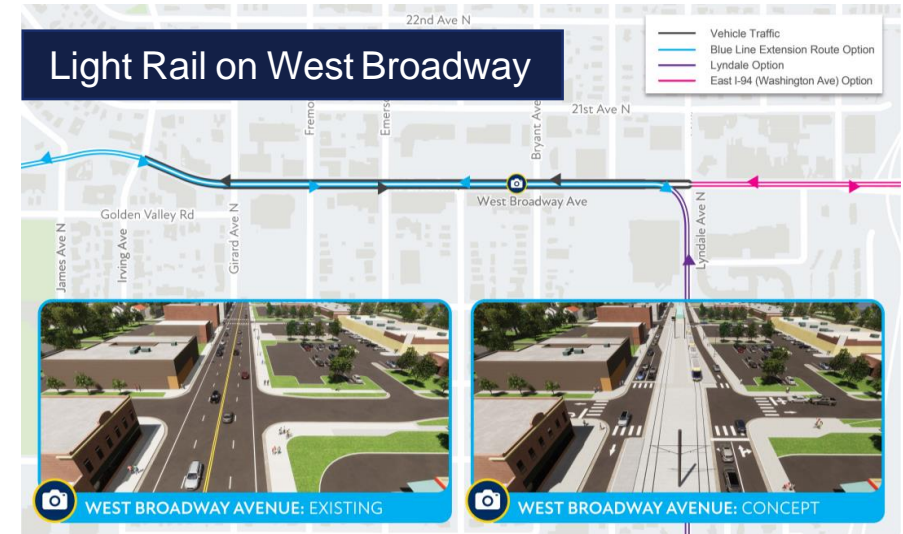 22nd Ave N
Light Rail on West Broadway
Vehicle Traffic
Blue Line Extension Route Option
Lyndale Option
East I-94 (Washington Ave) Option
Bryant Ave
21st Ave N
West Broadway Ave
Golden Valley Rd
James Ave N
Irving Ave
Girard Ave N
Lyndale Ave N
WEST BROADWAY AVENUE: EXISTING
WEST BROADWAY AVENUE: CONCEPT